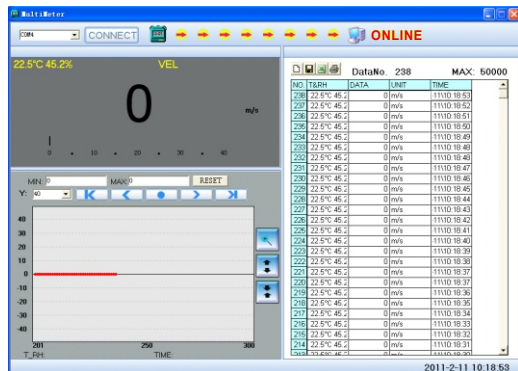 MultiMeter
COM4
CONNECT
ONLINE
22.5°C 45.2%
VEL
0
m/s
0 10 20 30 40
DataNo. 238
MAX: 50000
NO. T&RH DATA UNIT TIME
238 22.5°C 45.2 0 m/s -11\10:18:53
237 22.5°C 45.2 0 m/s -11\10:18:52
236 22.5°C 45.2 0 m/s -11\10:18:51
235 22.5°C 45.2 0 m/s -11\10:18:50
234 22.5°C 45.2 0 m/s -11\10:18:49
233 22.5°C 45.2 0 m/s -11\10:18:48
232 22.5°C 45.2 0 m/s -11\10:18:48
231 22.5°C 45.2 0 m/s -11\10:18:47
230 22.5°C 45.2 0 m/s -11\10:18:46
229 22.5°C 45.2 0 m/s -11\10:18:45
228 22.5°C 45.2 0 m/s -11\10:18:44
227 22.5°C 45.2 0 m/s -11\10:18:43
226 22.5°C 45.2 0 m/s -11\10:18:42
225 22.5°C 45.2 0 m/s -11\10:18:41
224 22.5°C 45.2 0 m/s -11\10:18:40
223 22.5°C 45.2 0 m/s -11\10:18:39
222 22.5°C 45.2 0 m/s -11\10:18:38
221 22.5°C 45.2 0 m/s -11\10:18:37
220 22.5°C 45.2 0 m/s -11\10:18:37
219 22.5°C 45.2 0 m/s -11\10:18:36
218 22.5°C 45.2 0 m/s -11\10:18:35
217 22.5°C 45.2 0 m/s -11\10:18:34
216 22.5°C 45.2 0 m/s -11\10:18:33
215 22.5°C 45.2 0 m/s -11\10:18:32
214 22.5°C 45.2 0 m/s -11\10:18:31
MIN: 0
MAX: 0
RESET
Y: 40
40
30
20
10
0
-10
-20
-30
-40
201 250 300
T_RH: TIME:
2011-2-11 10:18:53